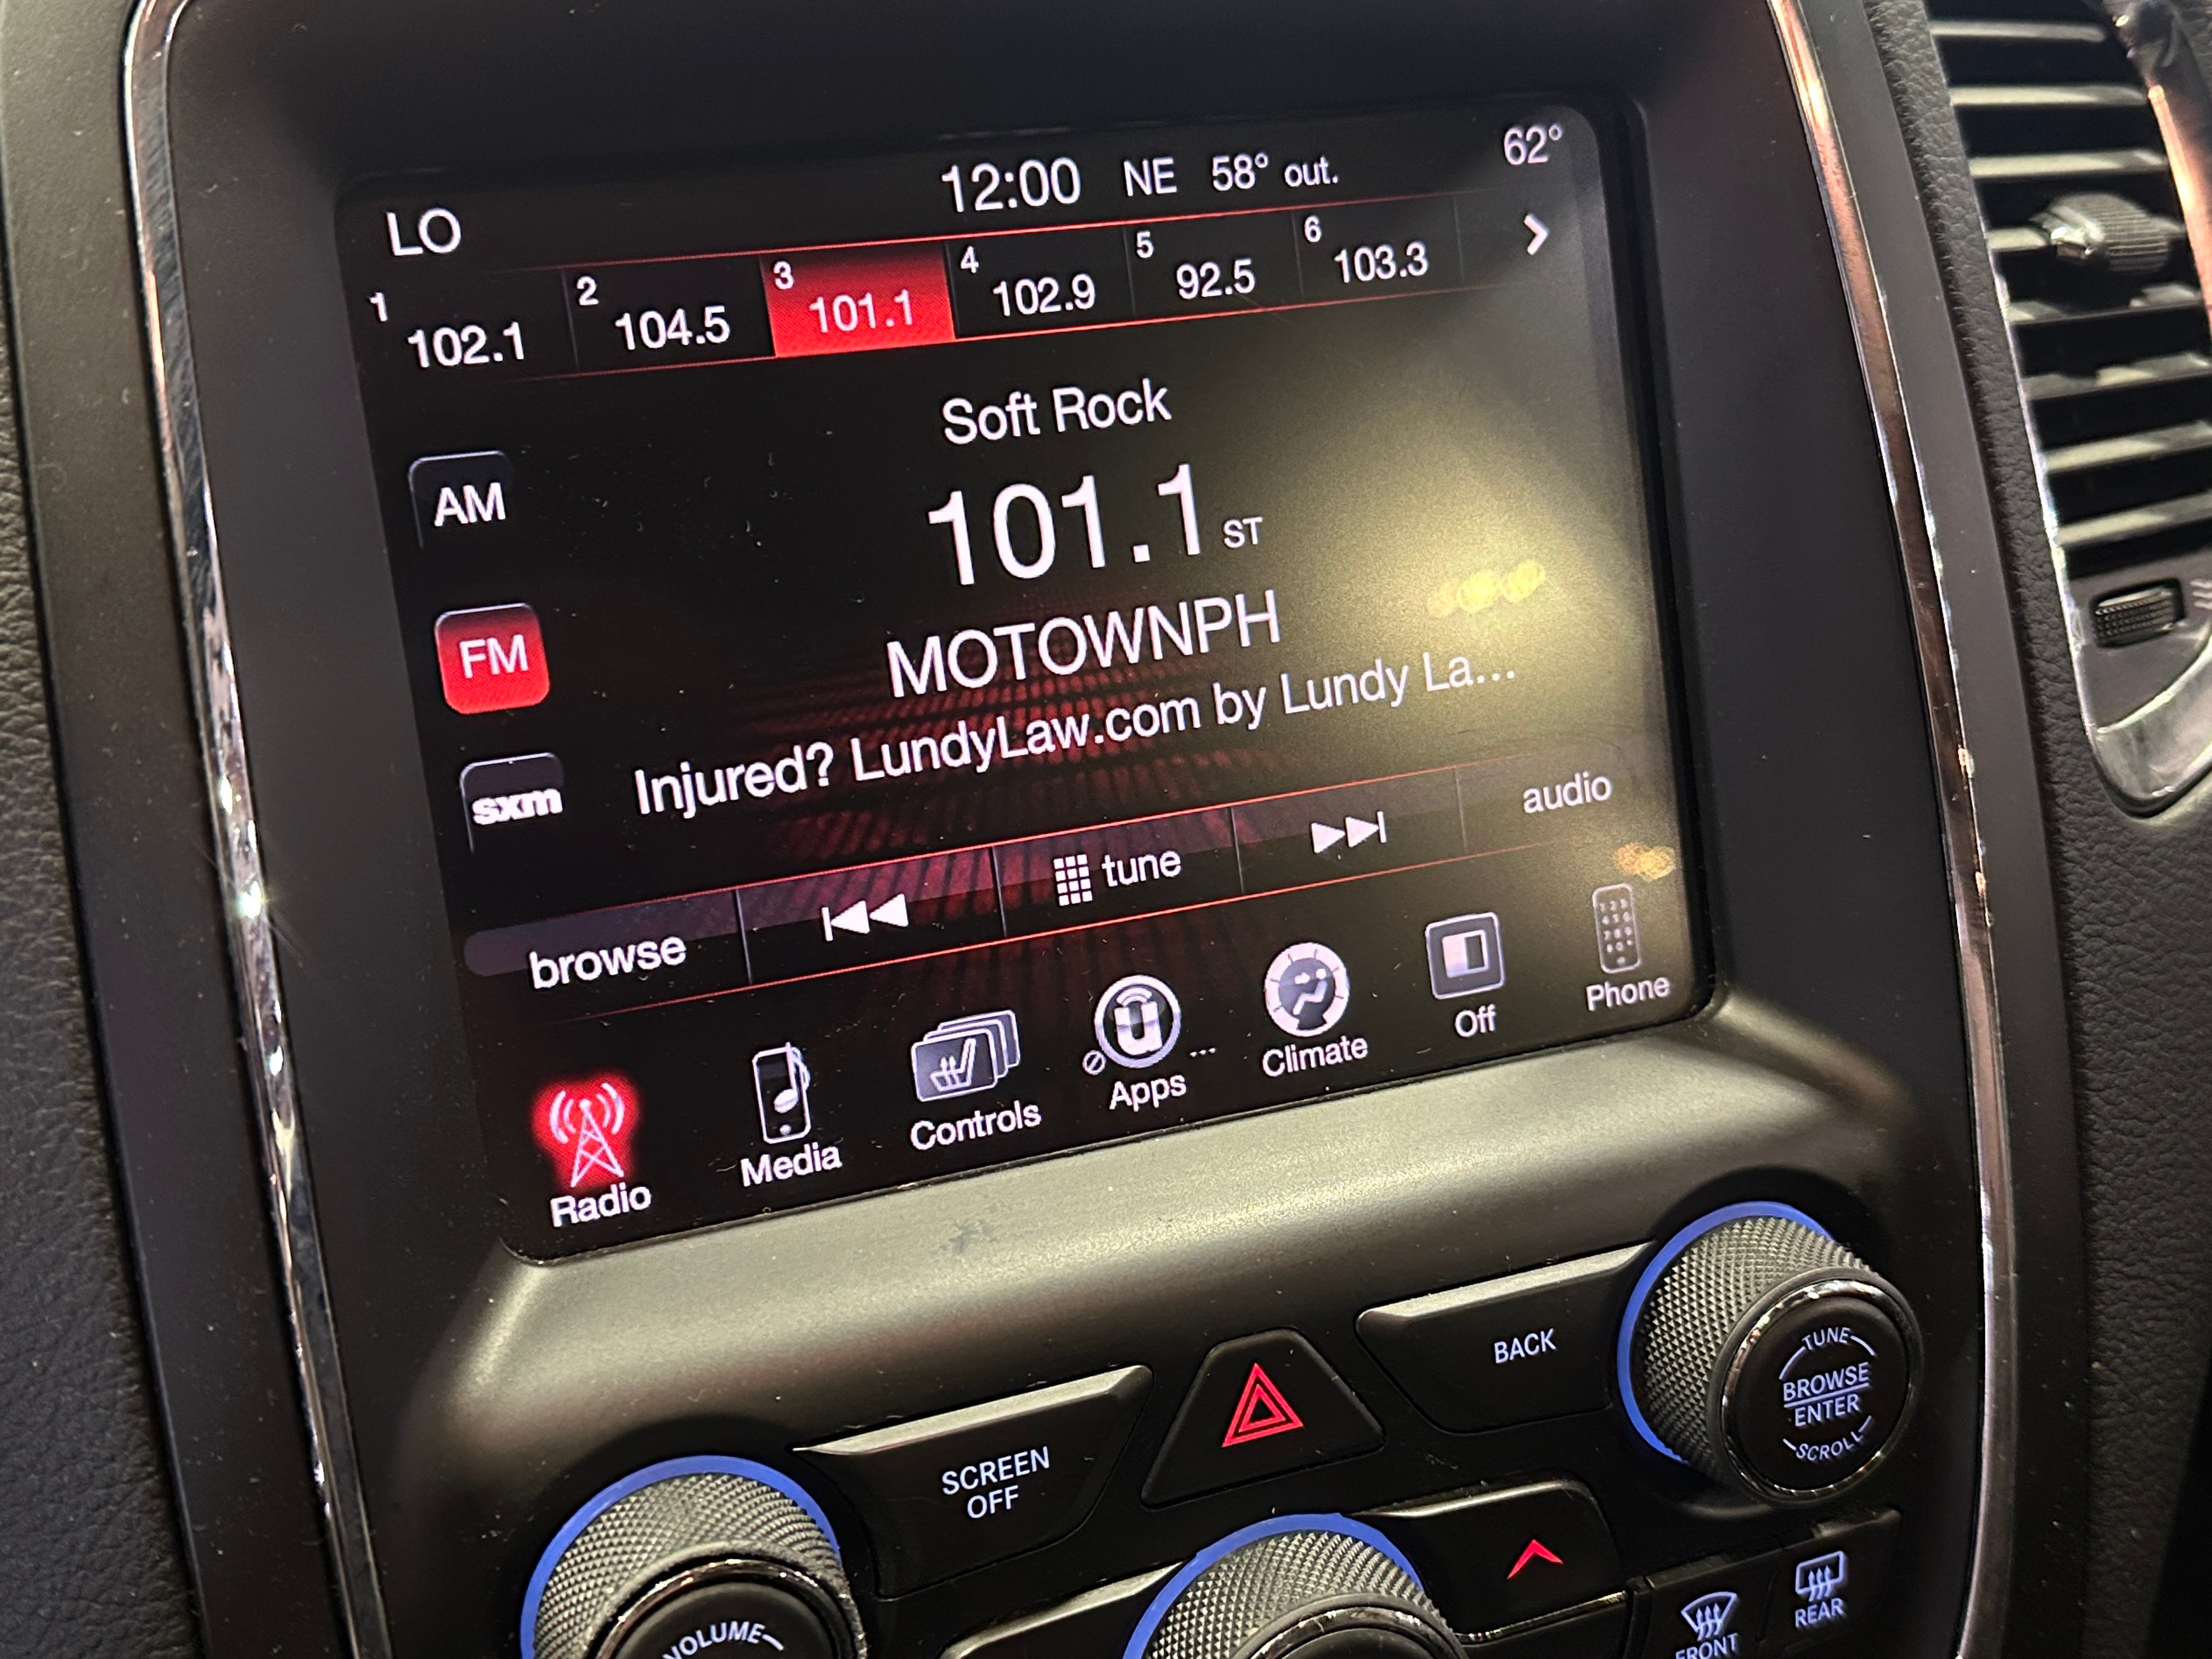 LO 12:00 NE 58° out. 62°
1 102.1 2 104.5 3 101.1 4 102.9 5 92.5 6 103.3
Soft Rock
AM
101.1 ST
FM
MOTOWNPH
sxm
Injured? LundyLaw.com by Lundy La...
browse tune audio
Radio Media Controls Apps ... Climate Off Phone
SCREEN
OFF
BACK
TUNE
BROWSE
ENTER
SCROLL
VOLUME
FRONT
REAR